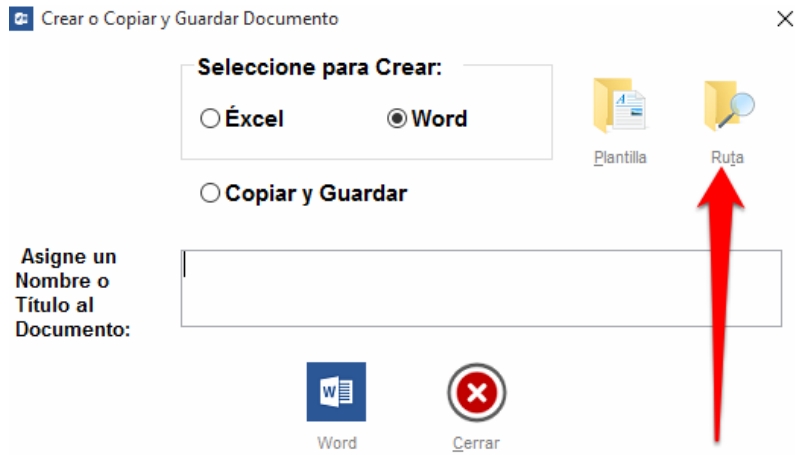 Crear o Copiar y Guardar Documento
Seleccione para Crear:
Éxcel
Word
Plantilla
Ruta
Copiar y Guardar
Asigne un
Nombre o
Título al
Documento:
Word
Cerrar